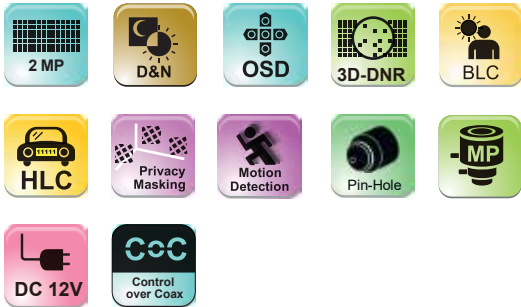 2 MP
D&N
OSD
3D-DNR
BLC
HLC
Privacy
Masking
Motion
Detection
Pin-Hole
MP
DC 12V
CoC
Control
over Coax